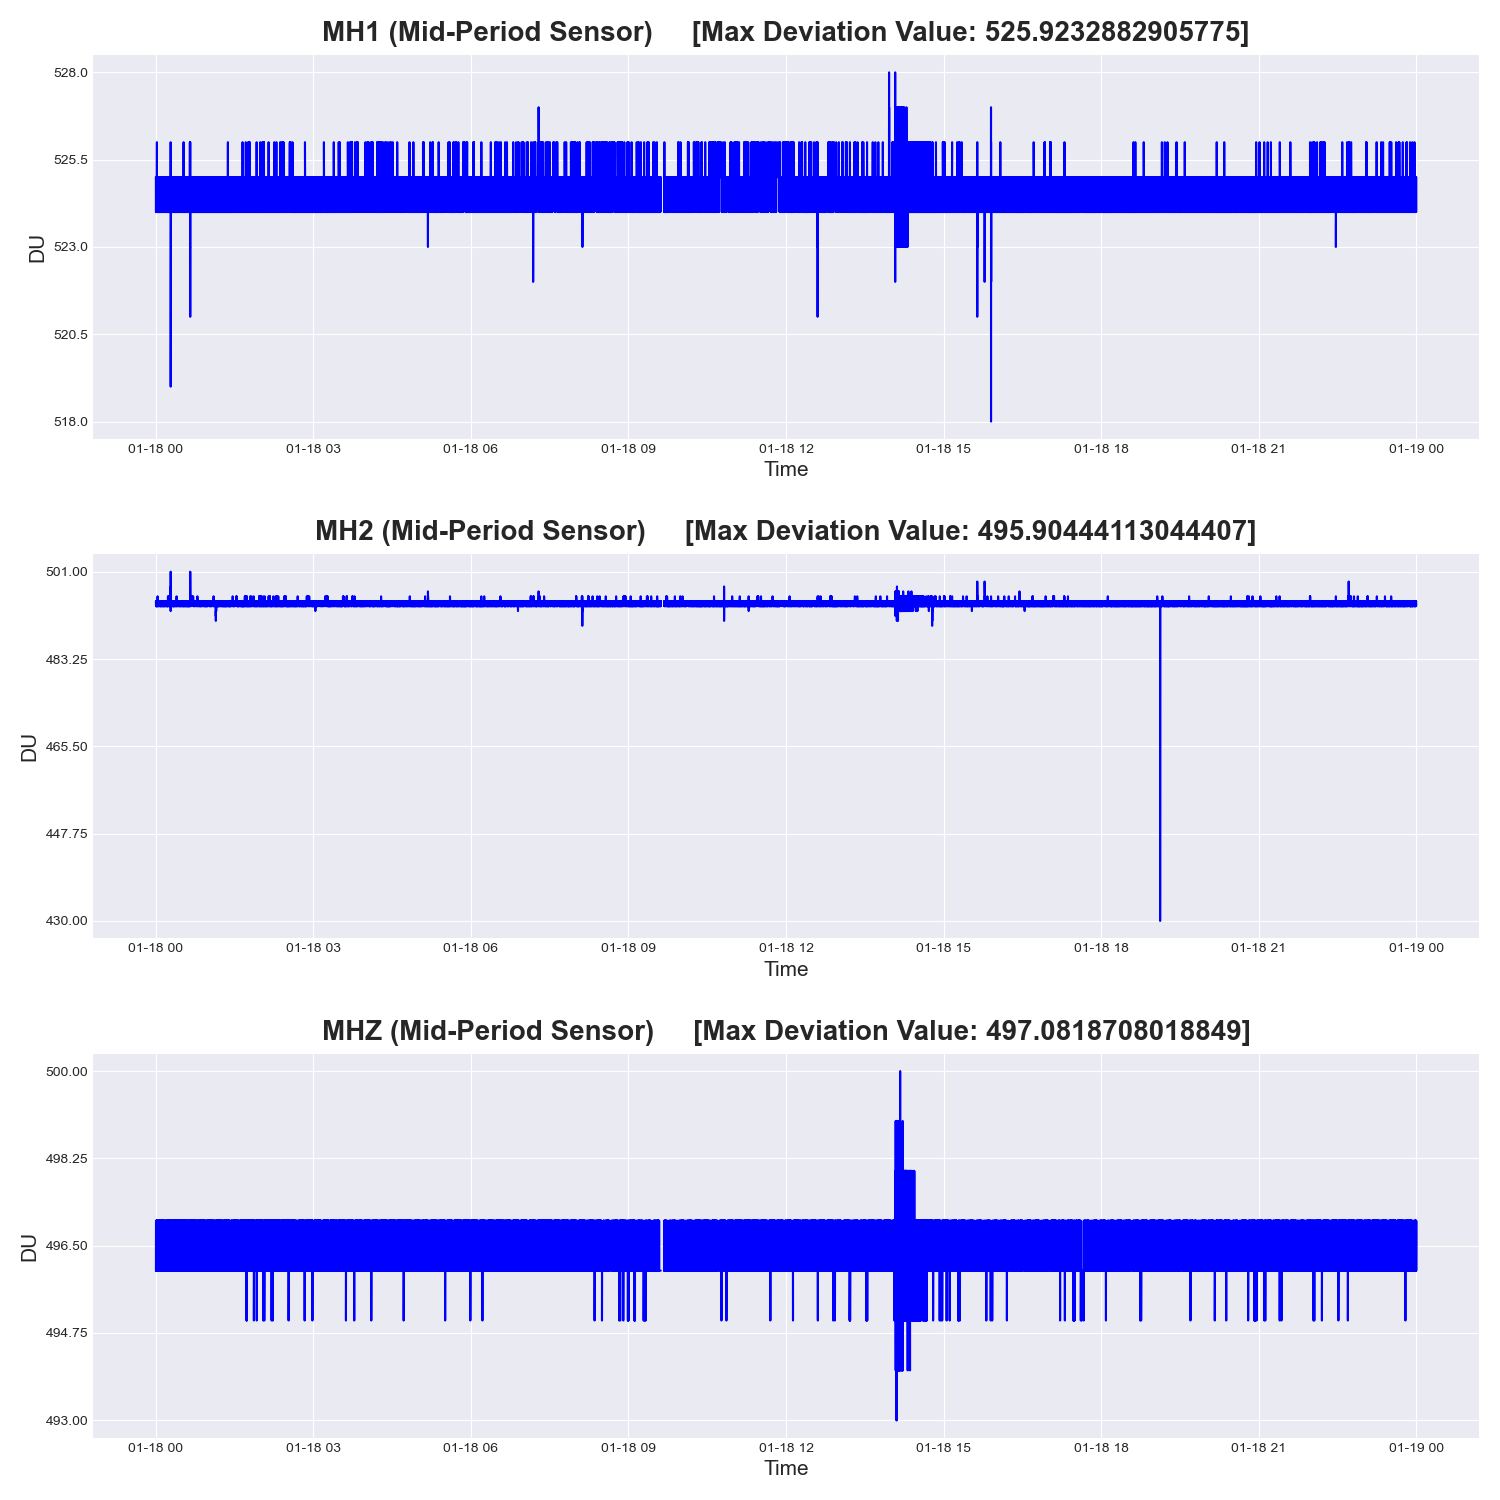 MH1 (Mid-Period Sensor) [Max Deviation Value: 525.9232882905775]
528.0
525.5
523.0
520.5
518.0
DU
01-18 00 01-18 03 01-18 06 01-18 09 01-18 12 01-18 15 01-18 18 01-18 21 01-19 00
Time
MH2 (Mid-Period Sensor) [Max Deviation Value: 495.90444113044407]
501.00
483.25
465.50
447.75
430.00
DU
01-18 00 01-18 03 01-18 06 01-18 09 01-18 12 01-18 15 01-18 18 01-18 21 01-19 00
Time
MHZ (Mid-Period Sensor) [Max Deviation Value: 497.0818708018849]
500.00
498.25
496.50
494.75
493.00
DU
01-18 00 01-18 03 01-18 06 01-18 09 01-18 12 01-18 15 01-18 18 01-18 21 01-19 00
Time